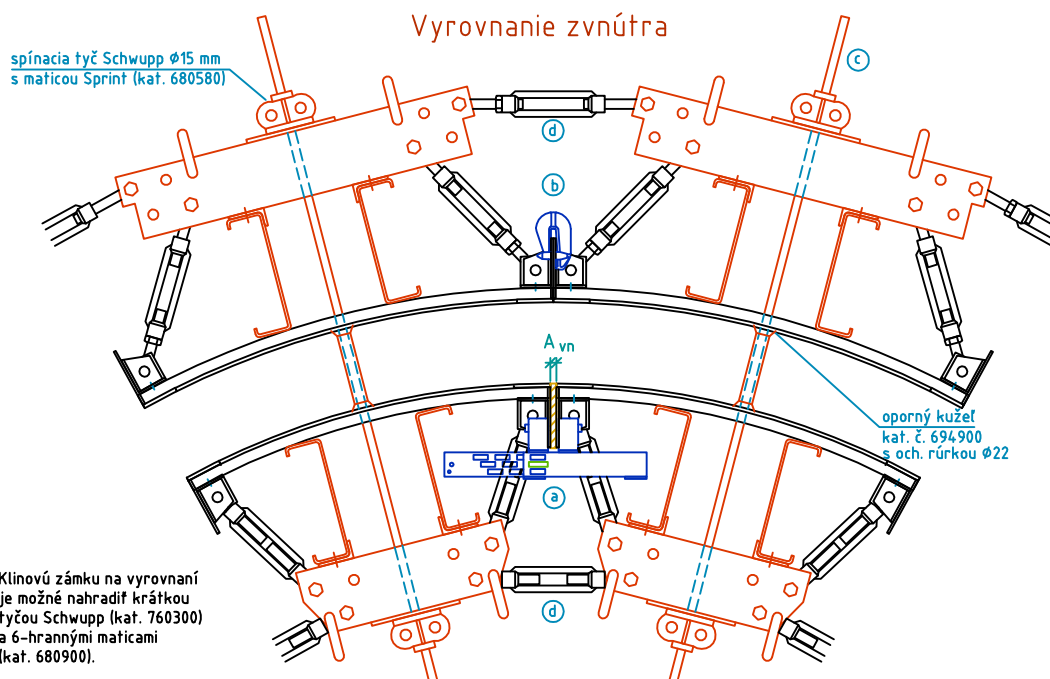 Vyrovnanie zvnútra
spínacia tyč Schwupp Ø15 mm
s maticou Sprint (kat. 680580)
c
d
b
A vn
oporný kužeľ
kat. č. 694900
s och. rúrkou Ø22
a
d
Klinovú zámku na vyrovnaní
je možné nahradiť krátkou
tyčou Schwupp (kat. 760300)
a 6-hrannými maticami
(kat. 680900).